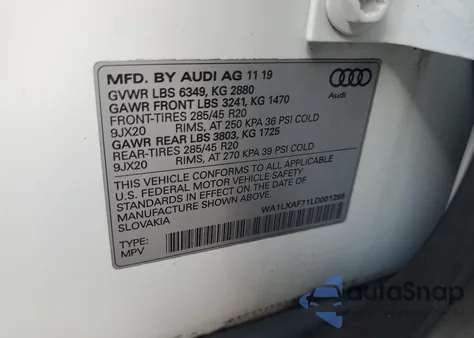 MFD. BY AUDI AG 11 19
GVWR LBS 6349, KG 2880
GAWR FRONT LBS 3241, KG 1470
FRONT-TIRES 285/45 R20
9JX20 RIMS, AT 250 KPA 36 PSI COLD
GAWR REAR LBS 3803, KG 1725
REAR-TIRES 285/45 R20
9JX20 RIMS, AT 270 KPA 39 PSI COLD
THIS VEHICLE CONFORMS TO ALL APPLICABLE
U.S. FEDERAL MOTOR VEHICLE SAFETY
STANDARDS IN EFFECT ON THE DATE OF
MANUFACTURE SHOWN ABOVE.
SLOVAKIA
WA1LXAF71LD001295
TYPE:
MPV
Audi
autoSnap